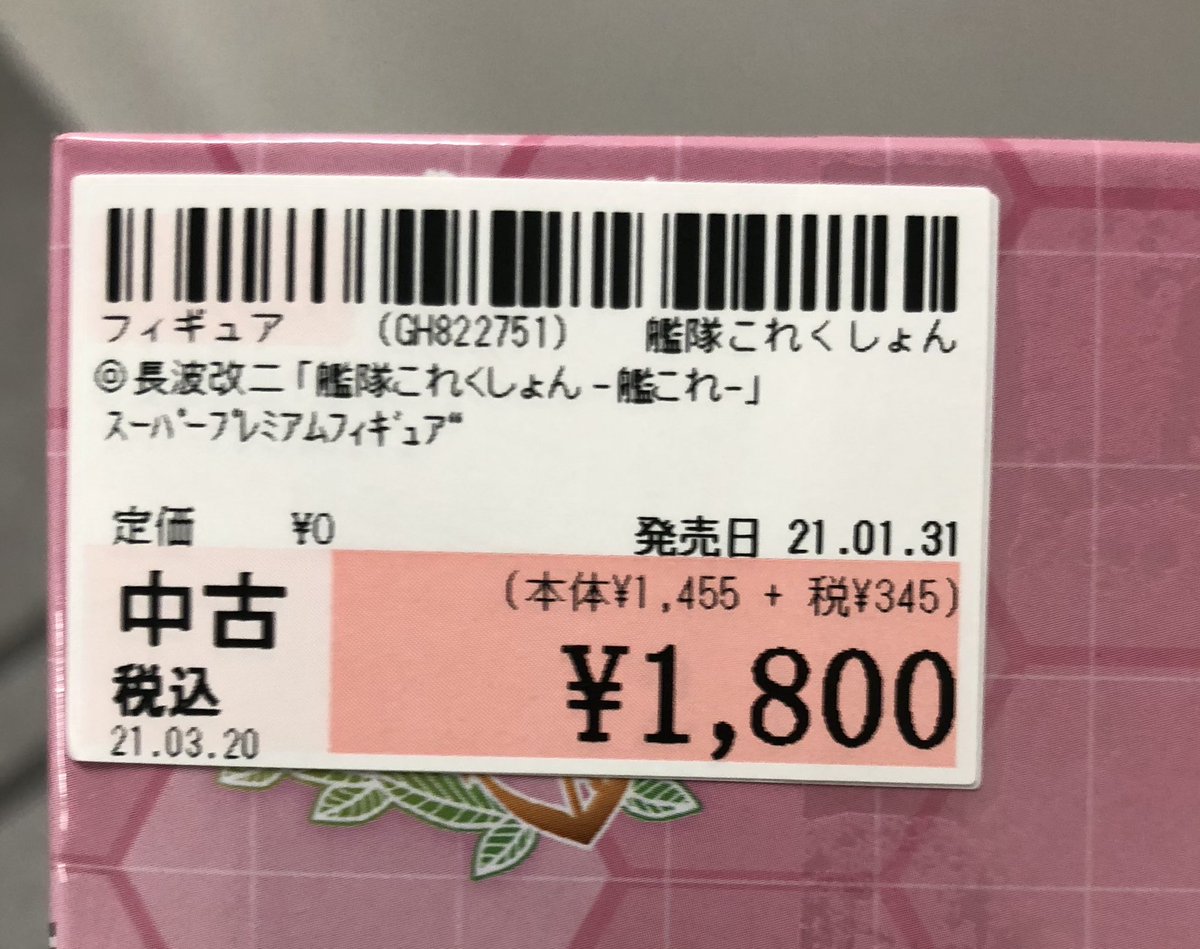 フィギュア (GH822751) 艦隊これくしょん
◎長波改二「艦隊これくしょん -艦これ-」
ｽｰﾊﾟｰﾌﾟﾚﾐｱﾑﾌｨｷﾞｭｱ"
定価 ¥0 発売日 21.01.31
(本体¥1,455 + 税¥345)
中古
税込
¥1,800
21.03.20